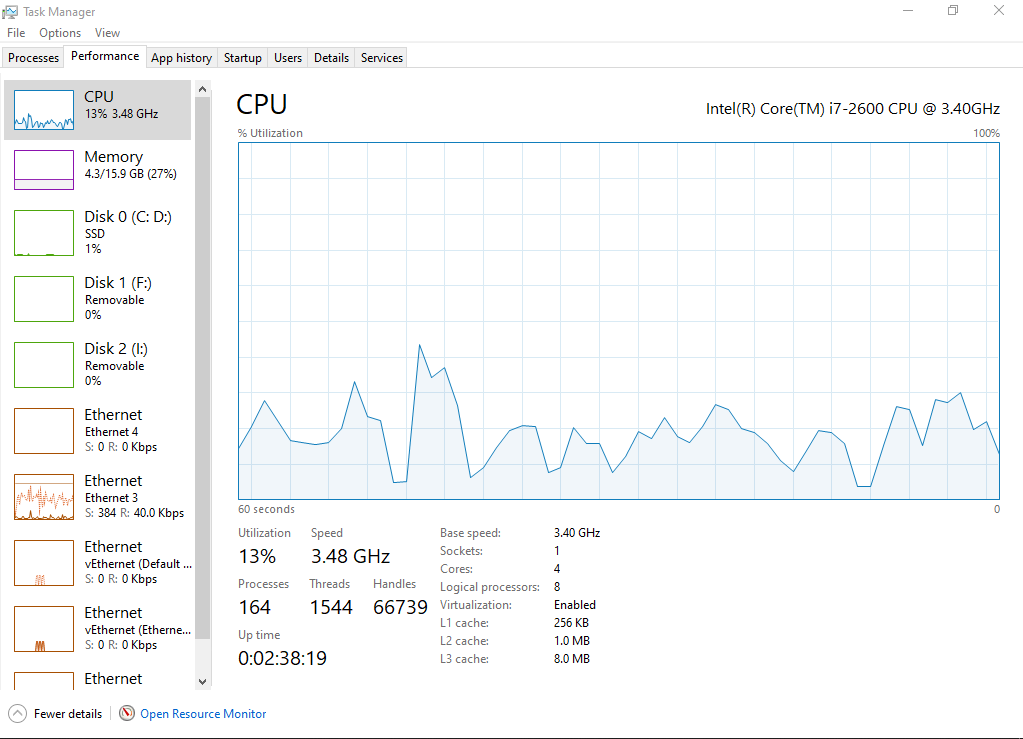 Task Manager
File Options View
Processes Performance App history Startup Users Details Services
CPU
13% 3.48 GHz
Memory
4.3/15.9 GB (27%)
Disk 0 (C: D:)
SSD
1%
Disk 1 (F:)
Removable
0%
Disk 2 (I:)
Removable
0%
Ethernet
Ethernet 4
S: 0 R: 0 Kbps
Ethernet
Ethernet 3
S: 384 R: 40.0 Kbps
Ethernet
vEthernet (Default ...
S: 0 R: 0 Kbps
Ethernet
vEthernet (Etherne...
S: 0 R: 0 Kbps
Ethernet
CPU Intel(R) Core(TM) i7-2600 CPU @ 3.40GHz
% Utilization 100%
60 seconds 0
Utilization Speed
13% 3.48 GHz
Processes Threads Handles
164 1544 66739
Up time
0:02:38:19
Base speed: 3.40 GHz
Sockets: 1
Cores: 4
Logical processors: 8
Virtualization: Enabled
L1 cache: 256 KB
L2 cache: 1.0 MB
L3 cache: 8.0 MB
Fewer details Open Resource Monitor